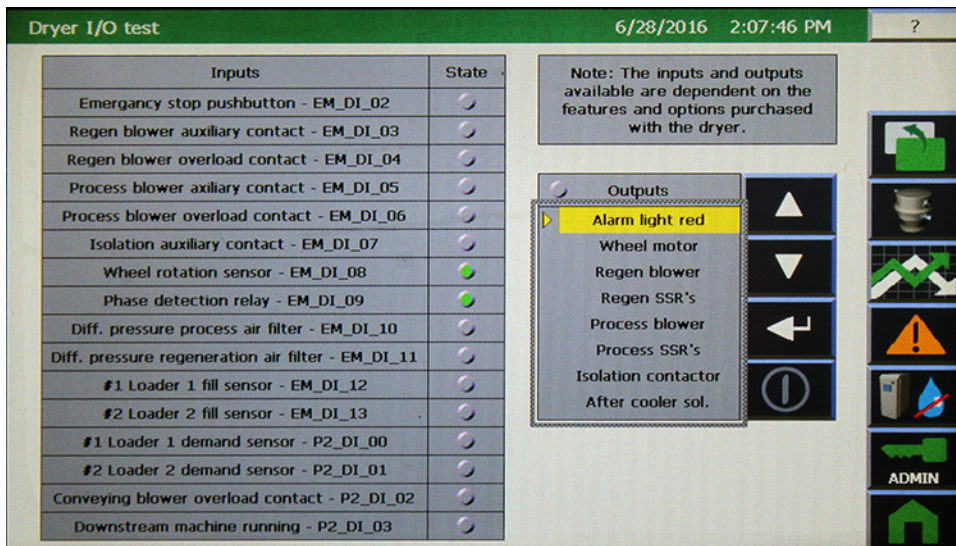 Dryer I/O test 6/28/2016 2:07:46 PM ?
Inputs State
Emergancy stop pushbutton - EM_DI_02
Regen blower auxiliary contact - EM_DI_03
Regen blower overload contact - EM_DI_04
Process blower axiliary contact - EM_DI_05
Process blower overload contact - EM_DI_06
Isolation auxiliary contact - EM_DI_07
Wheel rotation sensor - EM_DI_08
Phase detection relay - EM_DI_09
Diff. pressure process air filter - EM_DI_10
Diff. pressure regeneration air filter - EM_DI_11
#1 Loader 1 fill sensor - EM_DI_12
#2 Loader 2 fill sensor - EM_DI_13
#1 Loader 1 demand sensor - P2_DI_00
#2 Loader 2 demand sensor - P2_DI_01
Conveying blower overload contact - P2_DI_02
Downstream machine running - P2_DI_03
Note: The inputs and outputs
available are dependent on the
features and options purchased
with the dryer.
Outputs
Alarm light red
Wheel motor
Regen blower
Regen SSR's
Process blower
Process SSR's
Isolation contactor
After cooler sol.
ADMIN